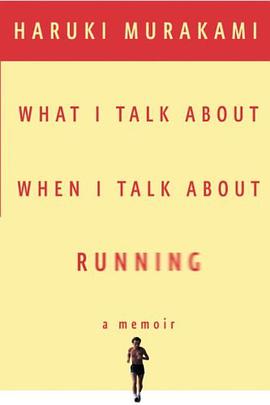 HARUKI MURAKAMI
WHAT I TALK ABOUT
WHEN I TALK ABOUT
RUNNING
a memoir